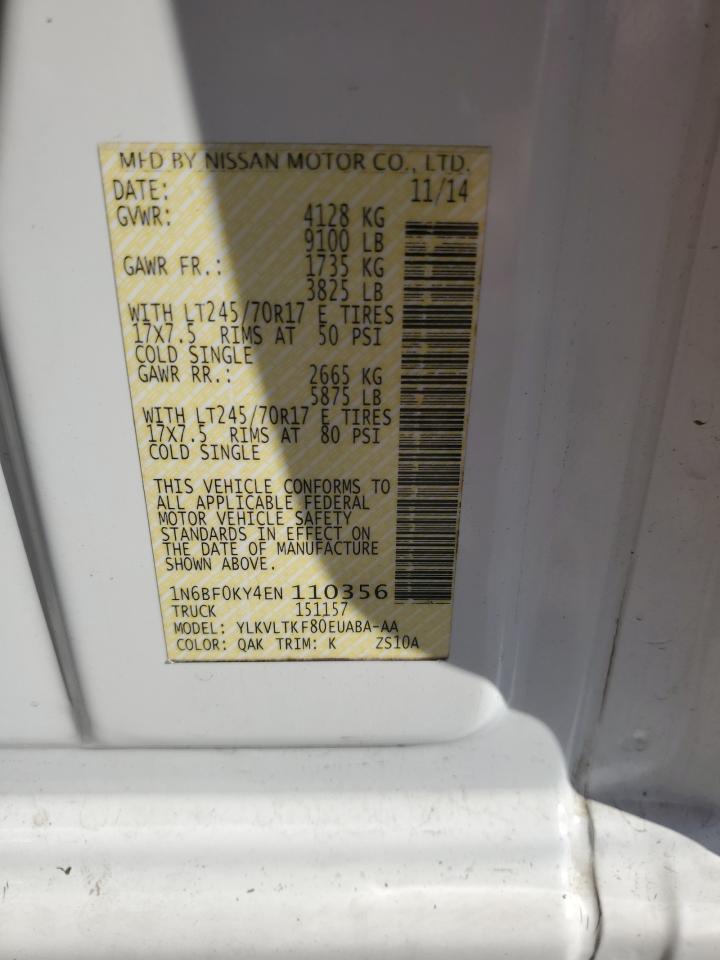 MFD BY NISSAN MOTOR CO., LTD.
DATE: 11/14
GVWR: 4128 KG
9100 LB
GAWR FR.: 1735 KG
3825 LB
WITH LT245/70R17 E TIRES
17X7.5 RIMS AT 50 PSI
COLD SINGLE
GAWR RR.: 2665 KG
5875 LB
WITH LT245/70R17 E TIRES
17X7.5 RIMS AT 80 PSI
COLD SINGLE
THIS VEHICLE CONFORMS TO
ALL APPLICABLE FEDERAL
MOTOR VEHICLE SAFETY
STANDARDS IN EFFECT ON
THE DATE OF MANUFACTURE
SHOWN ABOVE.
1N6BF0KY4EN 110356
TRUCK 151157
MODEL: YLKVLTKF80EUABA-AA
COLOR: QAK TRIM: K ZS10A